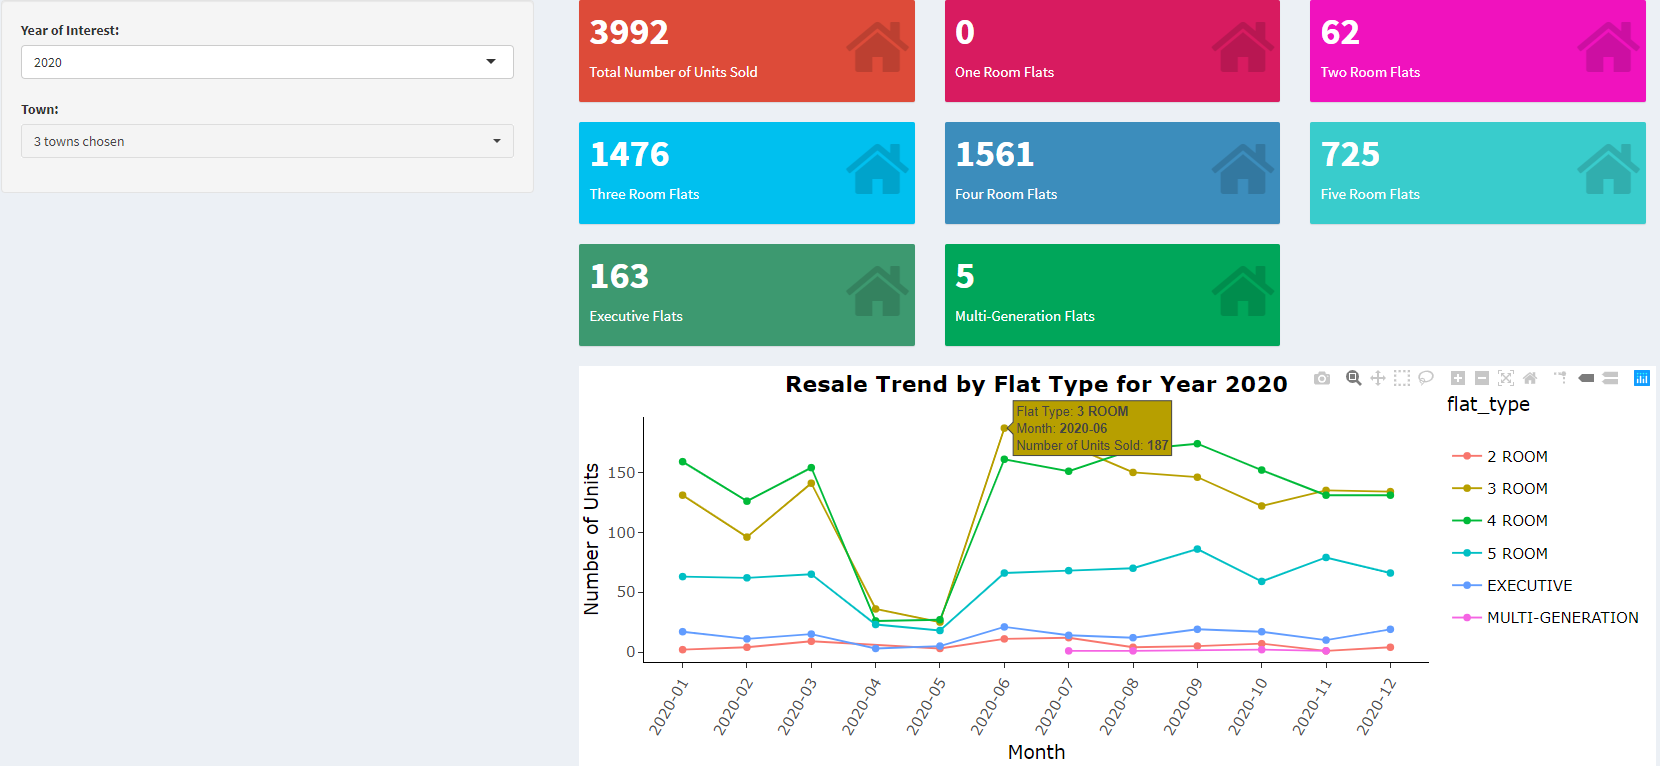 Year of Interest:
2020
Town:
3 towns chosen
3992
Total Number of Units Sold
0
One Room Flats
62
Two Room Flats
1476
Three Room Flats
1561
Four Room Flats
725
Five Room Flats
163
Executive Flats
5
Multi-Generation Flats
Resale Trend by Flat Type for Year 2020
Flat Type: 3 ROOM
Month: 2020-06
Number of Units Sold: 187
Number of Units
150
100
50
0
2020-01
2020-02
2020-03
2020-04
2020-05
2020-06
2020-07
2020-08
2020-09
2020-10
2020-11
2020-12
Month
flat_type
2 ROOM
3 ROOM
4 ROOM
5 ROOM
EXECUTIVE
MULTI-GENERATION